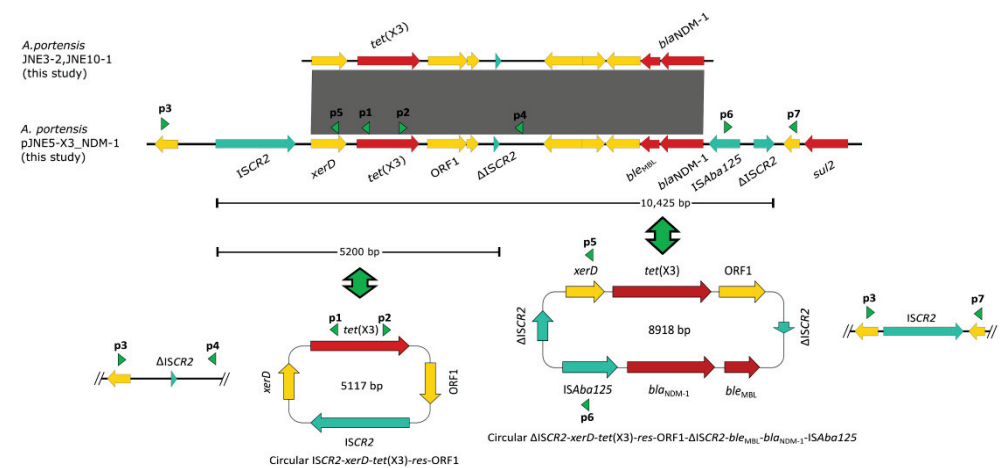 A.portensis
JNE3-2,JNE10-1
(this study)
tet(X3)
blaNDM-1
p3
p5
p1
p2
p4
p6
p7
A. portensis
pJNE5-X3_NDM-1
(this study)
ISCR2
xerD
tet(X3)
ORF1
ΔISCR2
bleMBL
blaNDM-1
ISAba125
ΔISCR2
sul2
10,425 bp
5200 bp
p3
p4
ΔISCR2
p1
tet(X3)
p2
xerD
5117 bp
ORF1
ISCR2
Circular ISCR2-xerD-tet(X3)-res-ORF1
p5
xerD
tet(X3)
ORF1
ΔISCR2
8918 bp
ΔISCR2
ISAba125
blaNDM-1
bleMBL
p6
Circular ΔISCR2-xerD-tet(X3)-res-ORF1-ΔISCR2-bleMBL-blaNDM-1-ISAba125
p3
ISCR2
p7